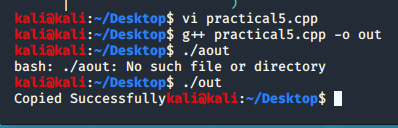 kali@kali:~/Desktop$ vi practical5.cpp
kali@kali:~/Desktop$ g++ practical5.cpp -o out
kali@kali:~/Desktop$ ./aout
bash: ./aout: No such file or directory
kali@kali:~/Desktop$ ./out
Copied Successfullykali@kali:~/Desktop$